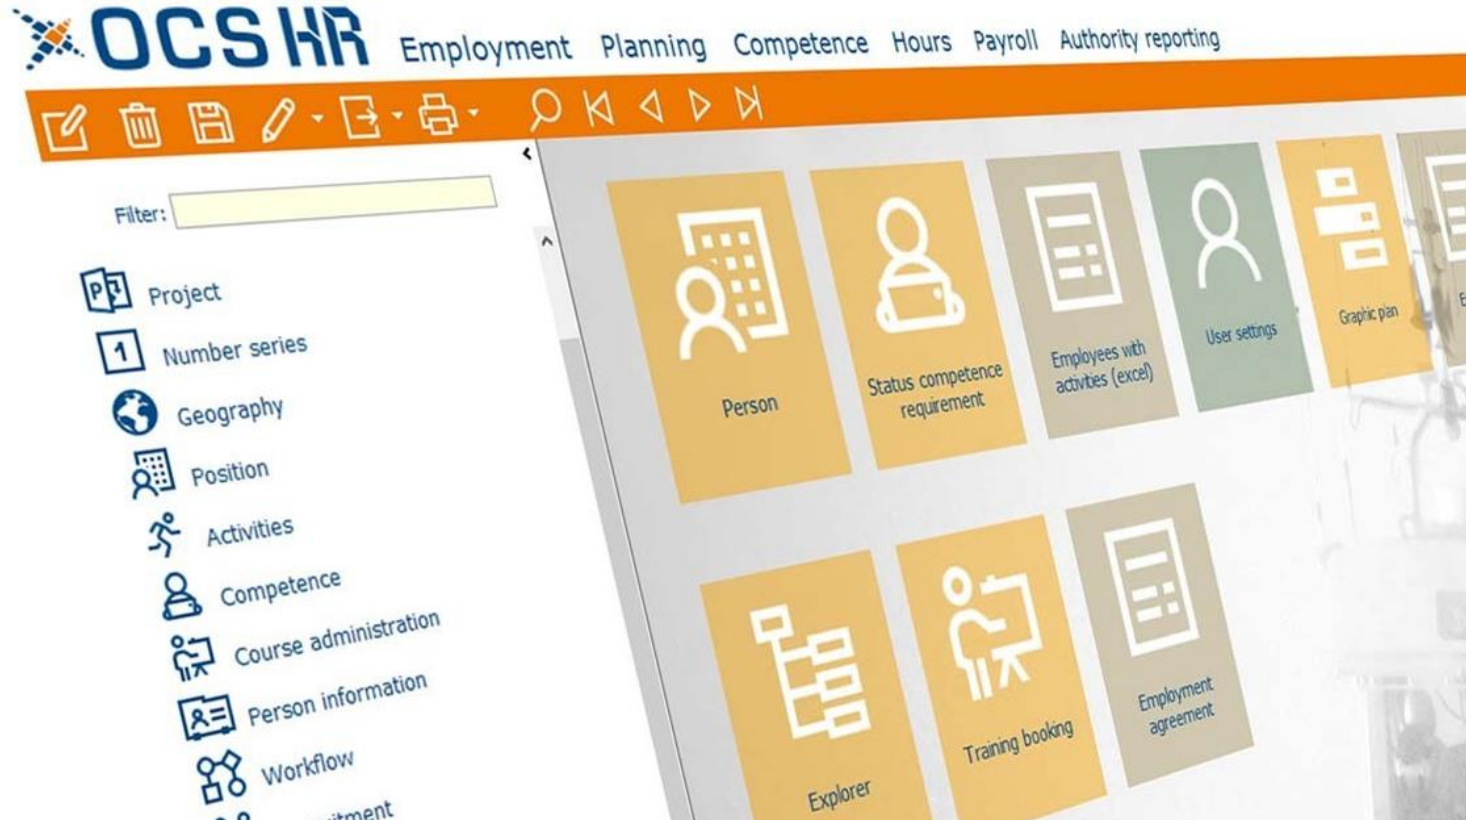 OCS HR
Employment Planning Competence Hours Payroll Authority reporting
Filter:
P
Project
1
Number series
Geography
Position
Activities
Competence
Course administration
Person information
Workflow
Person
Status competence
requirement
Employees with
activities (excel)
User settings
Graphic plan
Explorer
Training booking
Employment
agreement